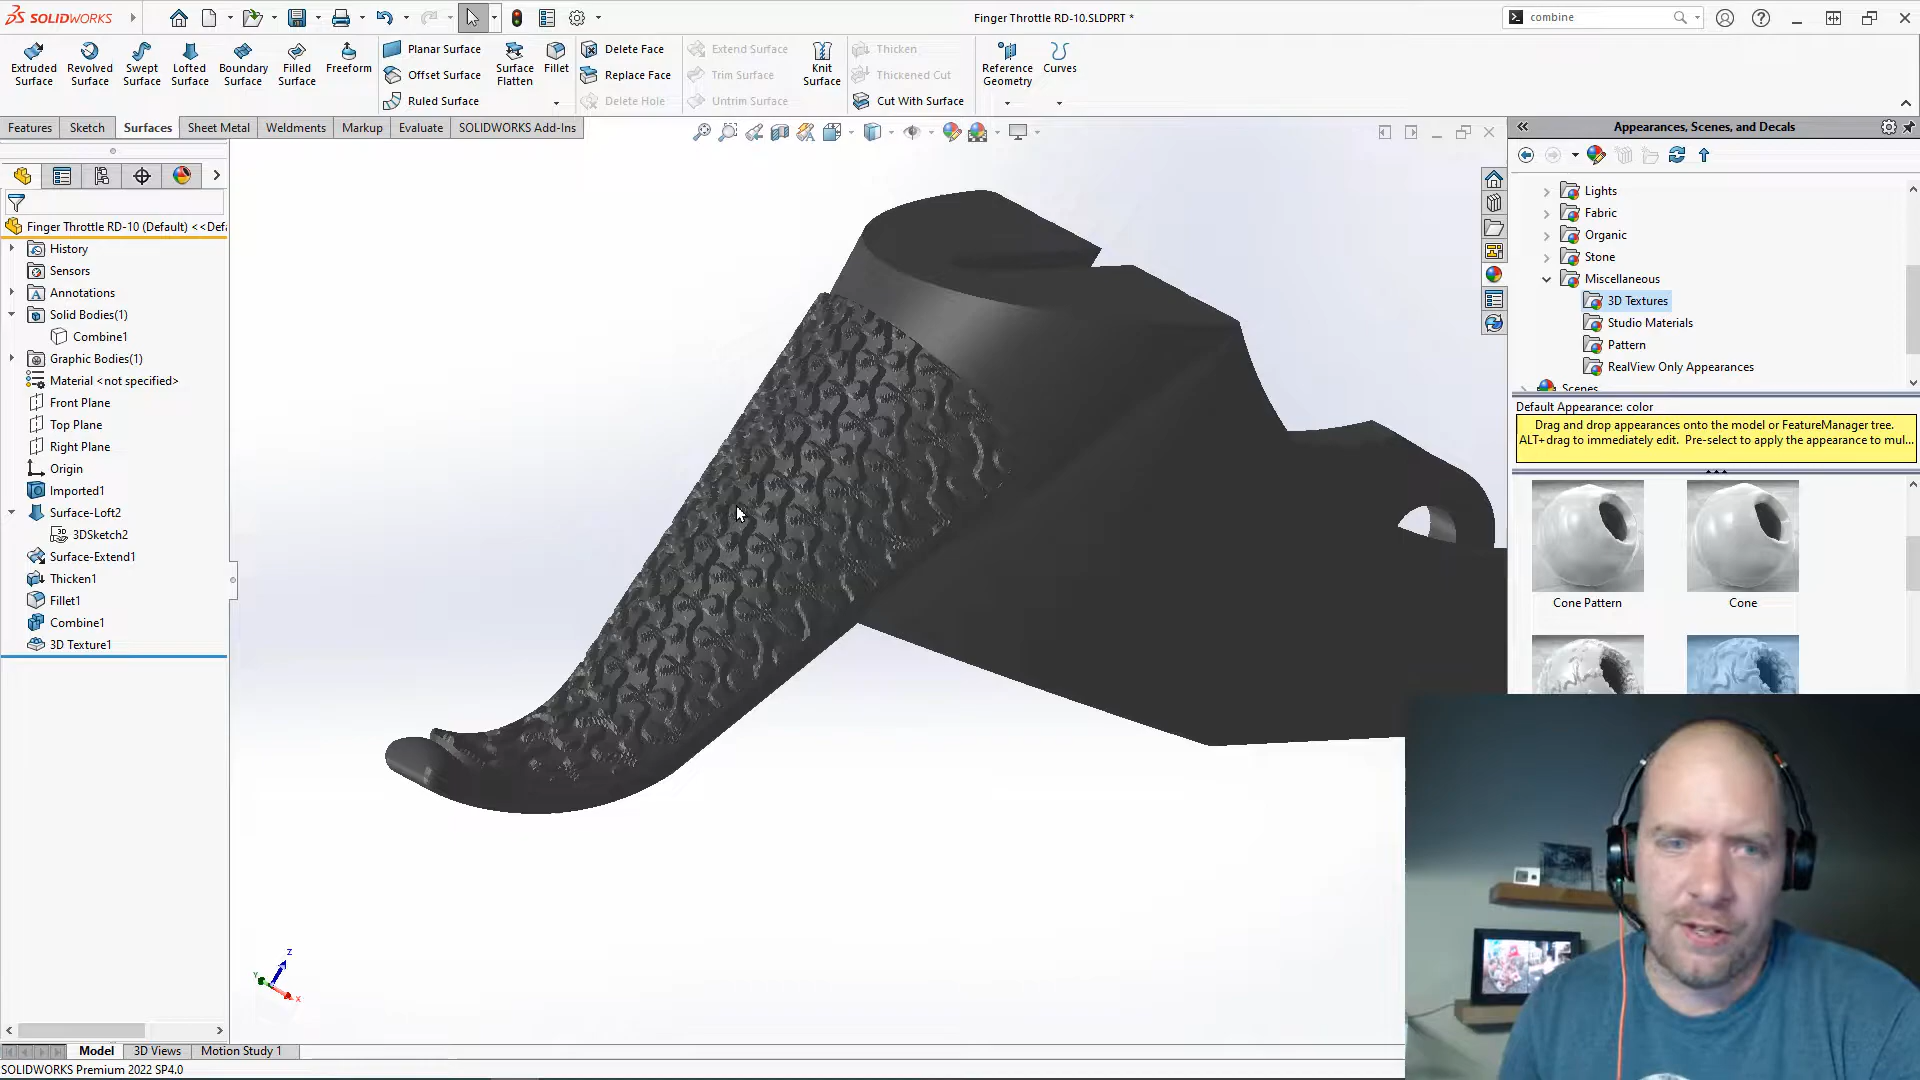 SOLIDWORKS
Finger Throttle RD-10.SLDPRT *
combine
Extruded Surface
Revolved Surface
Swept Surface
Lofted Surface
Boundary Surface
Filled Surface
Freeform
Planar Surface
Offset Surface
Ruled Surface
Surface Flatten
Fillet
Delete Face
Replace Face
Delete Hole
Extend Surface
Trim Surface
Untrim Surface
Knit Surface
Thicken
Thickened Cut
Cut With Surface
Reference Geometry
Curves
Features
Sketch
Surfaces
Sheet Metal
Weldments
Markup
Evaluate
SOLIDWORKS Add-Ins
Appearances, Scenes, and Decals
Finger Throttle RD-10 (Default) <<Def
History
Sensors
Annotations
Solid Bodies(1)
Combine1
Graphic Bodies(1)
Material <not specified>
Front Plane
Top Plane
Right Plane
Origin
Imported1
Surface-Loft2
3DSketch2
Surface-Extend1
Thicken1
Fillet1
Combine1
3D Texture1
Lights
Fabric
Organic
Stone
Miscellaneous
3D Textures
Studio Materials
Pattern
RealView Only Appearances
Scenes
Default Appearance: color
Drag and drop appearances onto the model or FeatureManager tree.
ALT+drag to immediately edit. Pre-select to apply the appearance to mul...
Cone Pattern
Cone
Z
Y
X
Model
3D Views
Motion Study 1
SOLIDWORKS Premium 2022 SP4.0